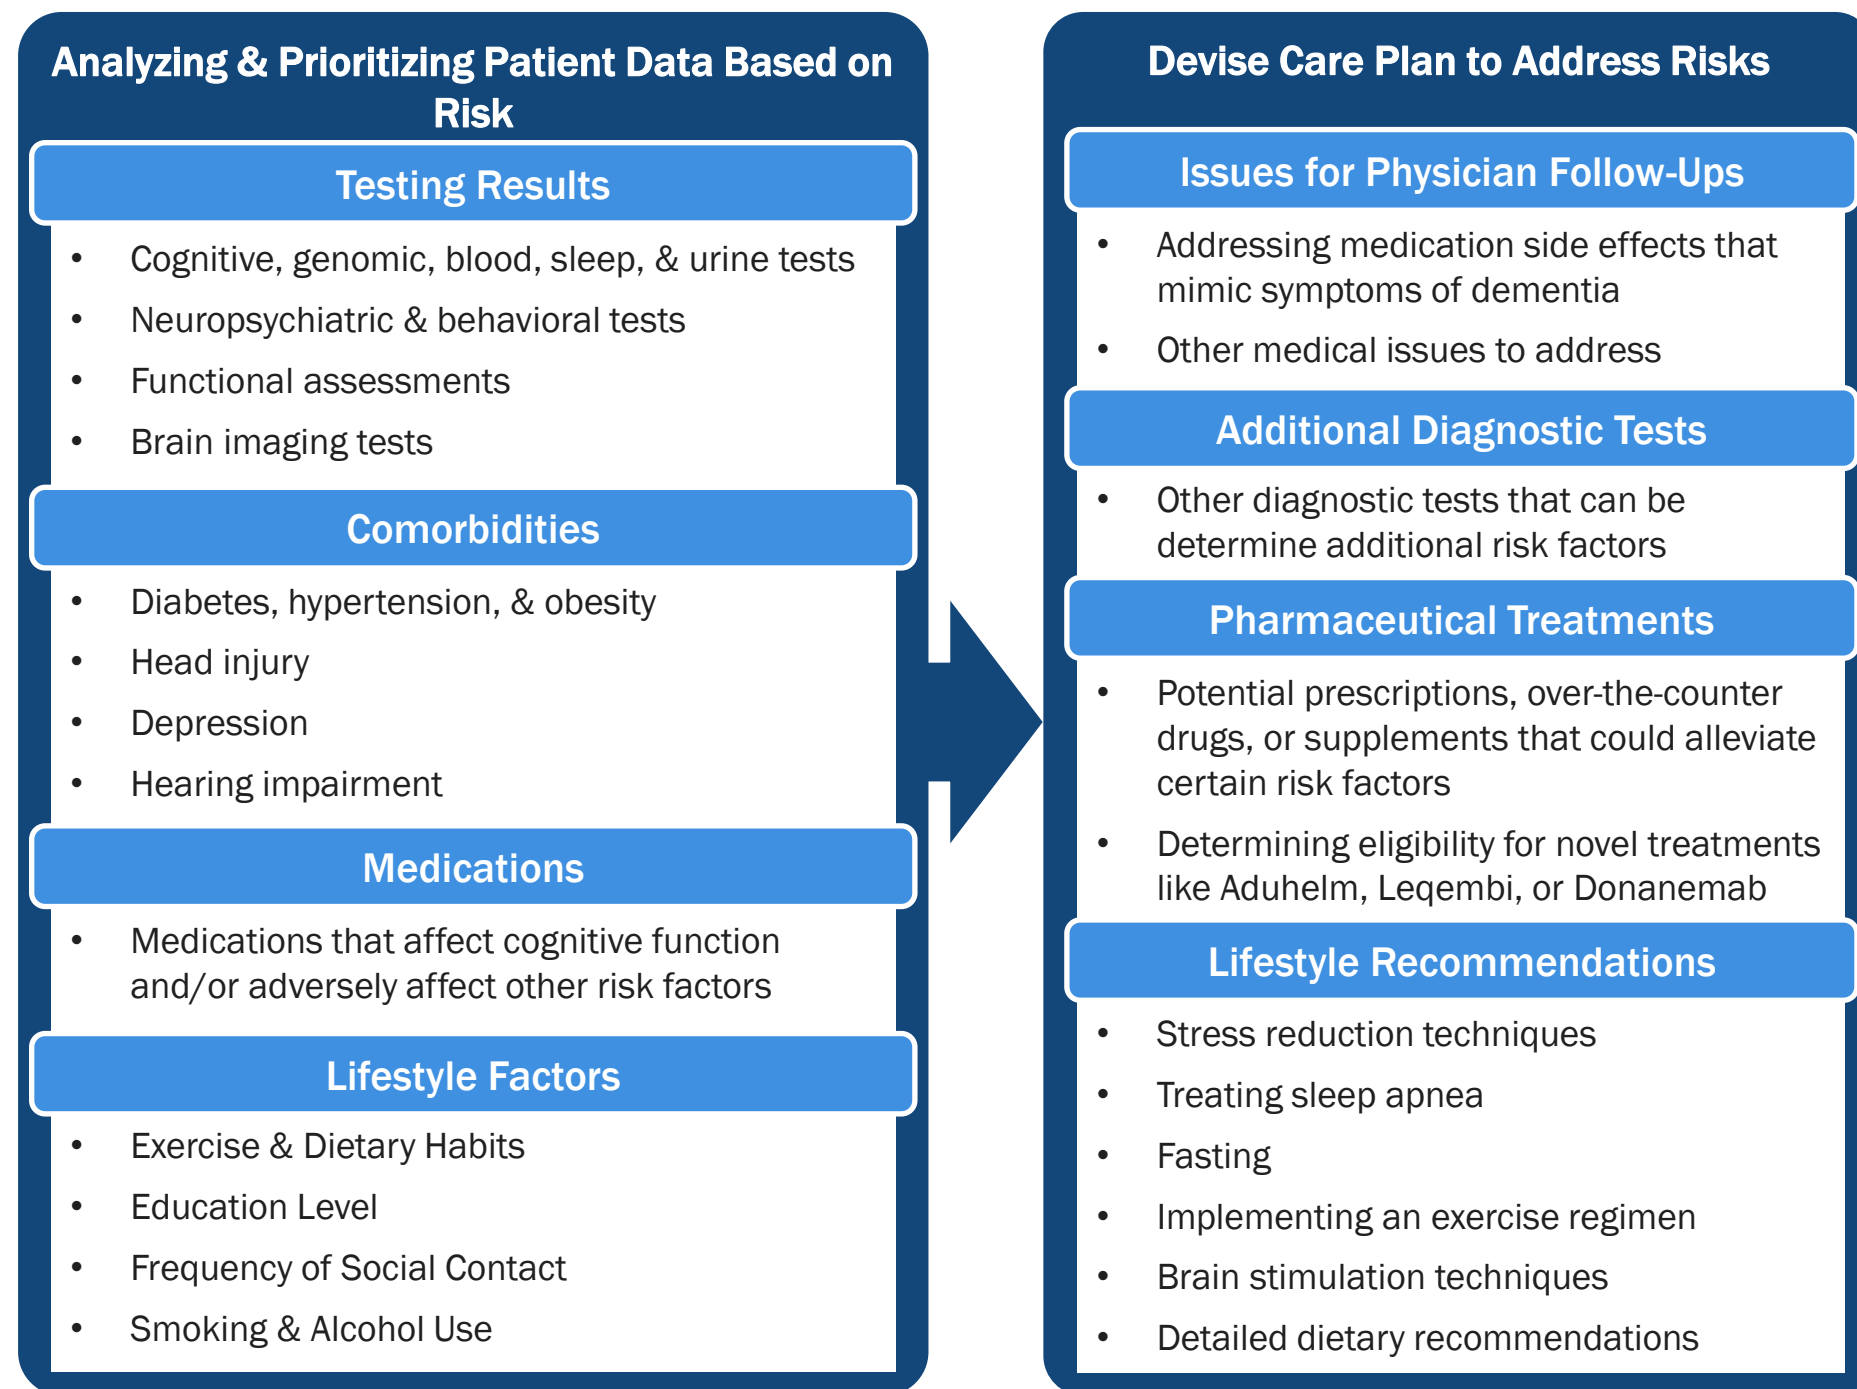 Analyzing & Prioritizing Patient Data Based on
Risk
Testing Results
• Cognitive, genomic, blood, sleep, & urine tests
• Neuropsychiatric & behavioral tests
• Functional assessments
• Brain imaging tests
Comorbidities
• Diabetes, hypertension, & obesity
• Head injury
• Depression
• Hearing impairment
Medications
• Medications that affect cognitive function
and/or adversely affect other risk factors
Lifestyle Factors
• Exercise & Dietary Habits
• Education Level
• Frequency of Social Contact
• Smoking & Alcohol Use
Devise Care Plan to Address Risks
Issues for Physician Follow-Ups
• Addressing medication side effects that
mimic symptoms of dementia
• Other medical issues to address
Additional Diagnostic Tests
• Other diagnostic tests that can be
determine additional risk factors
Pharmaceutical Treatments
• Potential prescriptions, over-the-counter
drugs, or supplements that could alleviate
certain risk factors
• Determining eligibility for novel treatments
like Aduhelm, Leqembi, or Donanemab
Lifestyle Recommendations
• Stress reduction techniques
• Treating sleep apnea
• Fasting
• Implementing an exercise regimen
• Brain stimulation techniques
• Detailed dietary recommendations